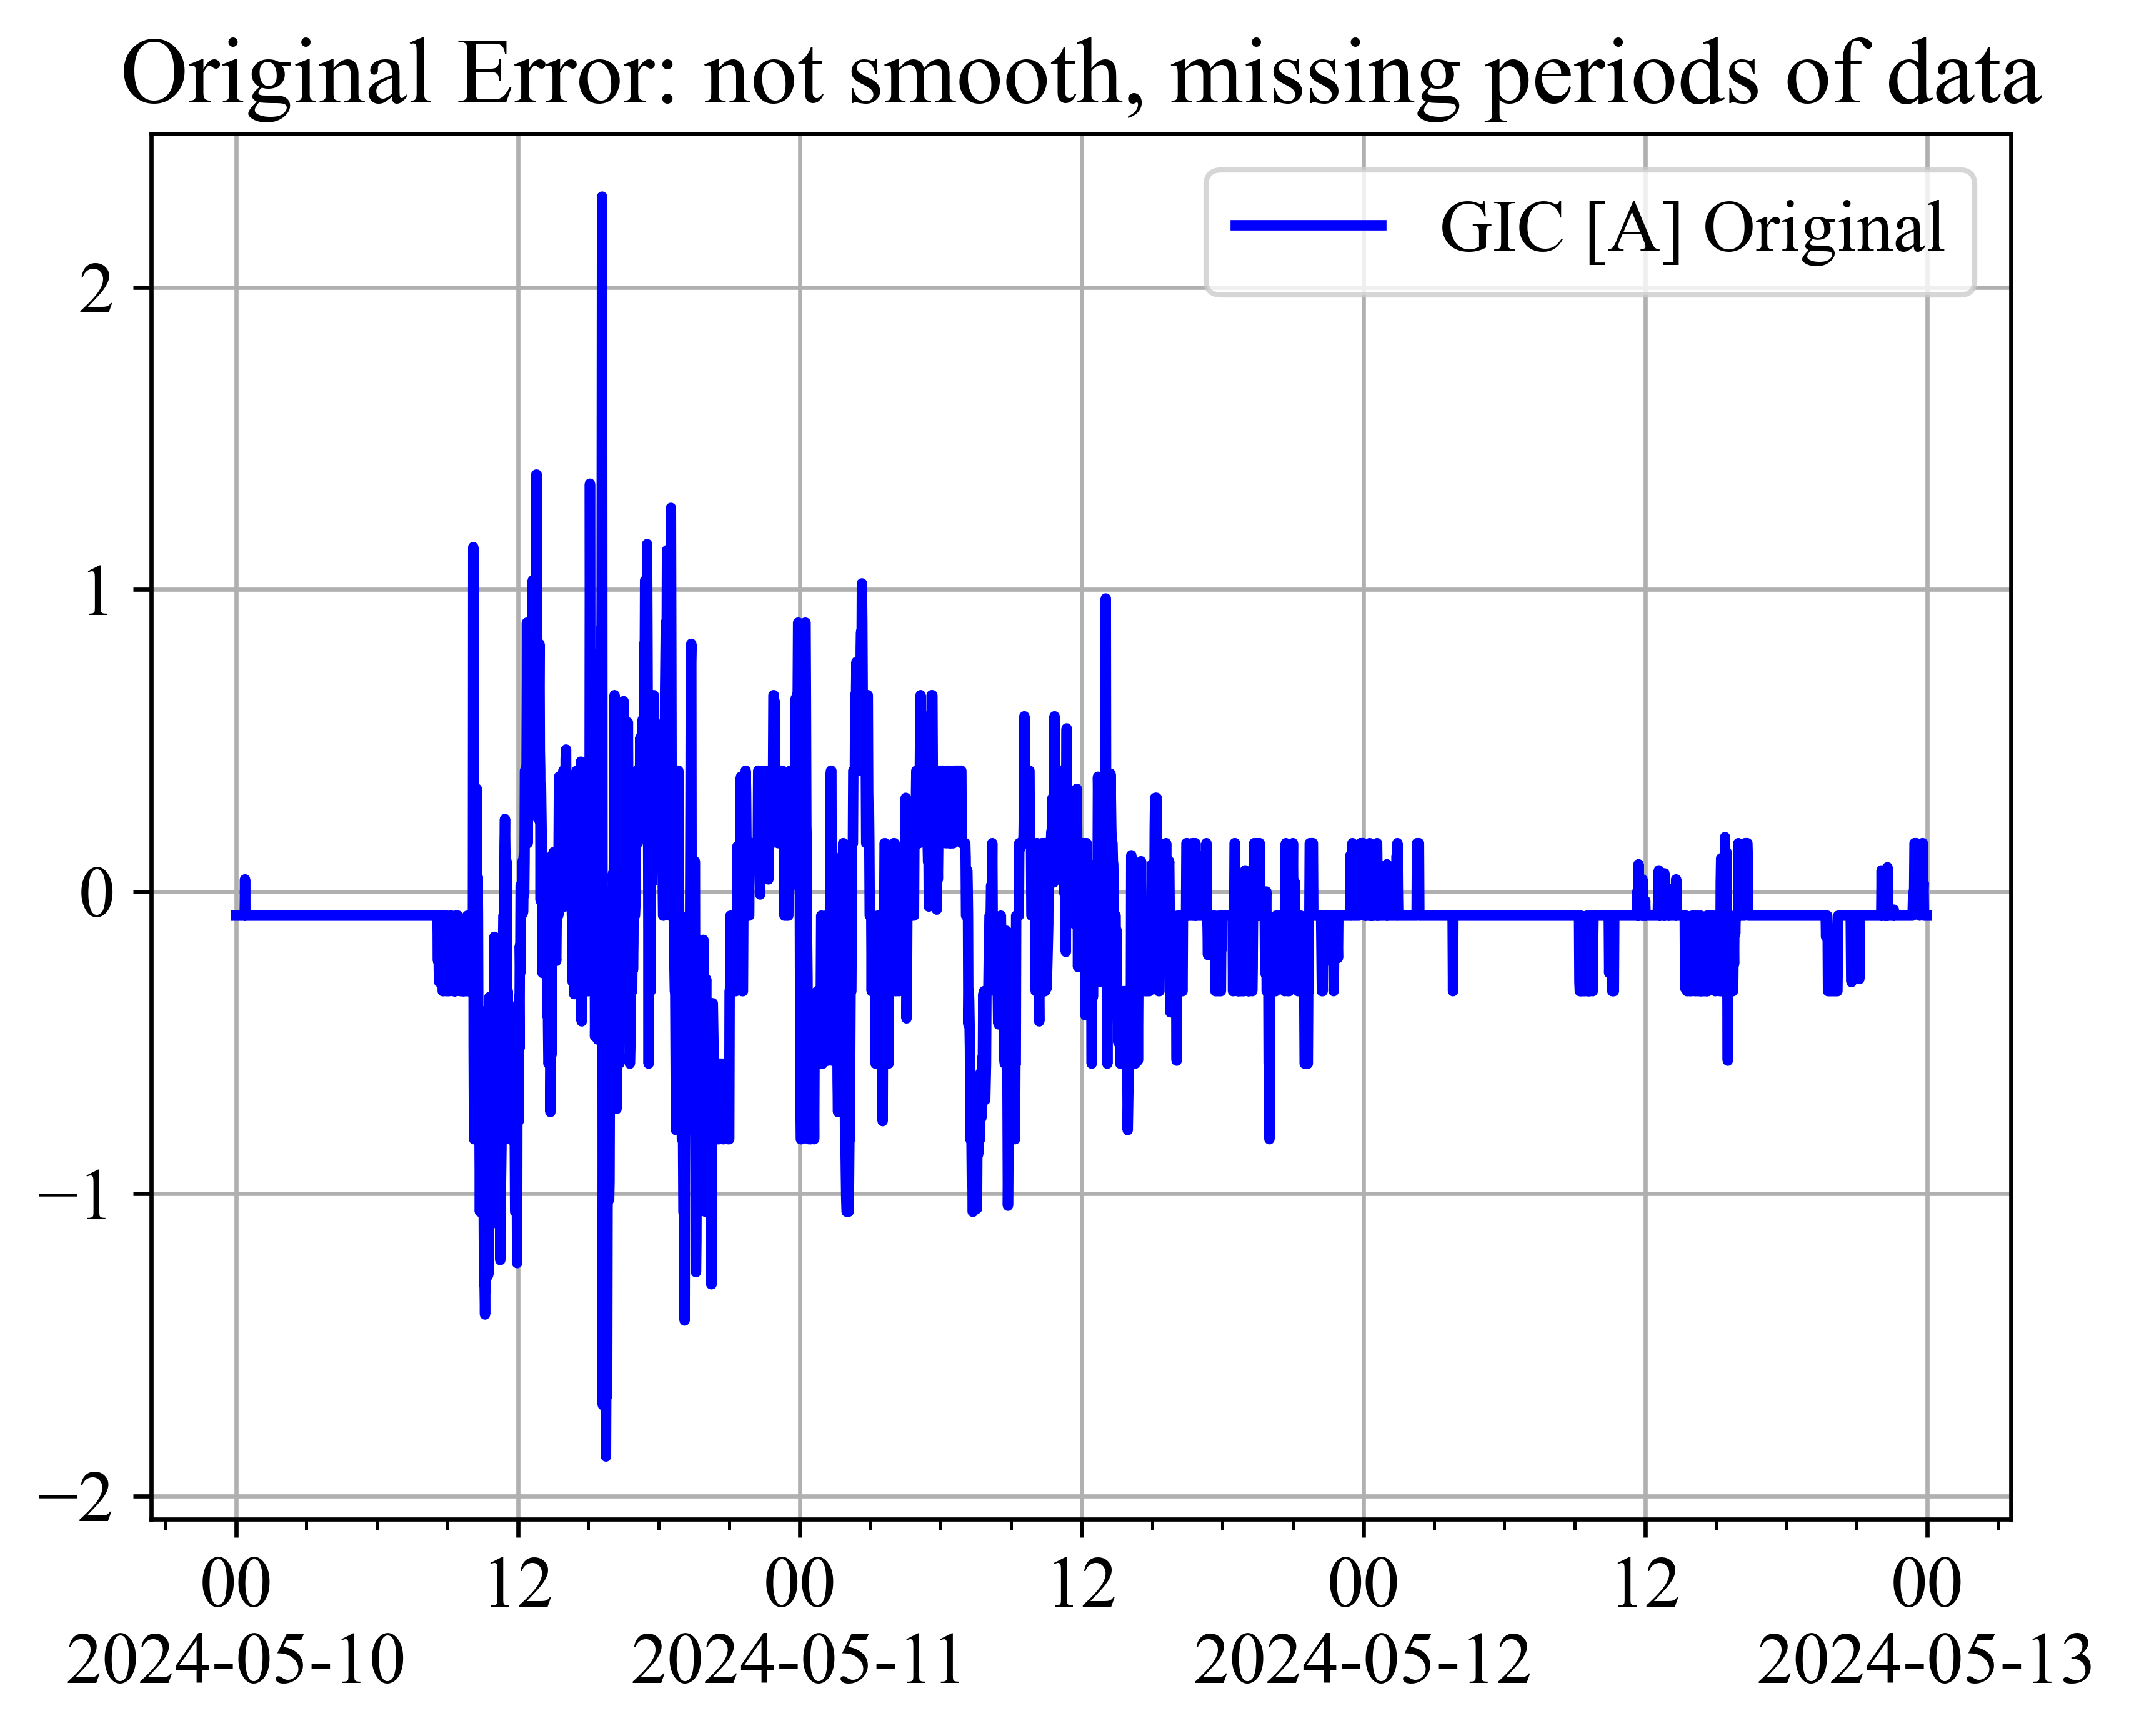 Original Error: not smooth, missing periods of data
GIC [A] Original
2
1
0
−1
−2
00 12 00 12 00 12 00
2024-05-10 2024-05-11 2024-05-12 2024-05-13